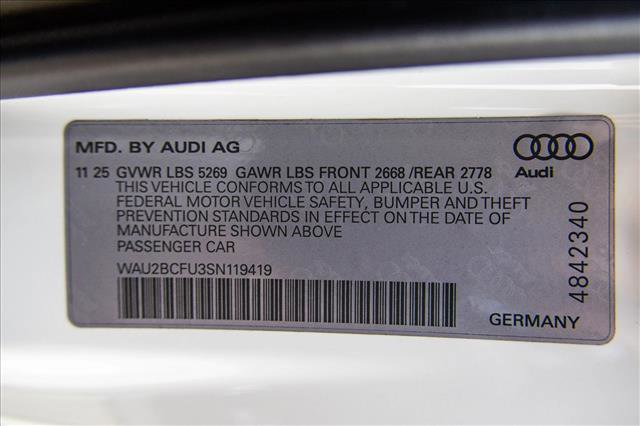 MFD. BY AUDI AG
11 25 GVWR LBS 5269 GAWR LBS FRONT 2668 /REAR 2778
THIS VEHICLE CONFORMS TO ALL APPLICABLE U.S.
FEDERAL MOTOR VEHICLE SAFETY, BUMPER AND THEFT
PREVENTION STANDARDS IN EFFECT ON THE DATE OF
MANUFACTURE SHOWN ABOVE
PASSENGER CAR
WAU2BCFU3SN119419
Audi
4842340
GERMANY